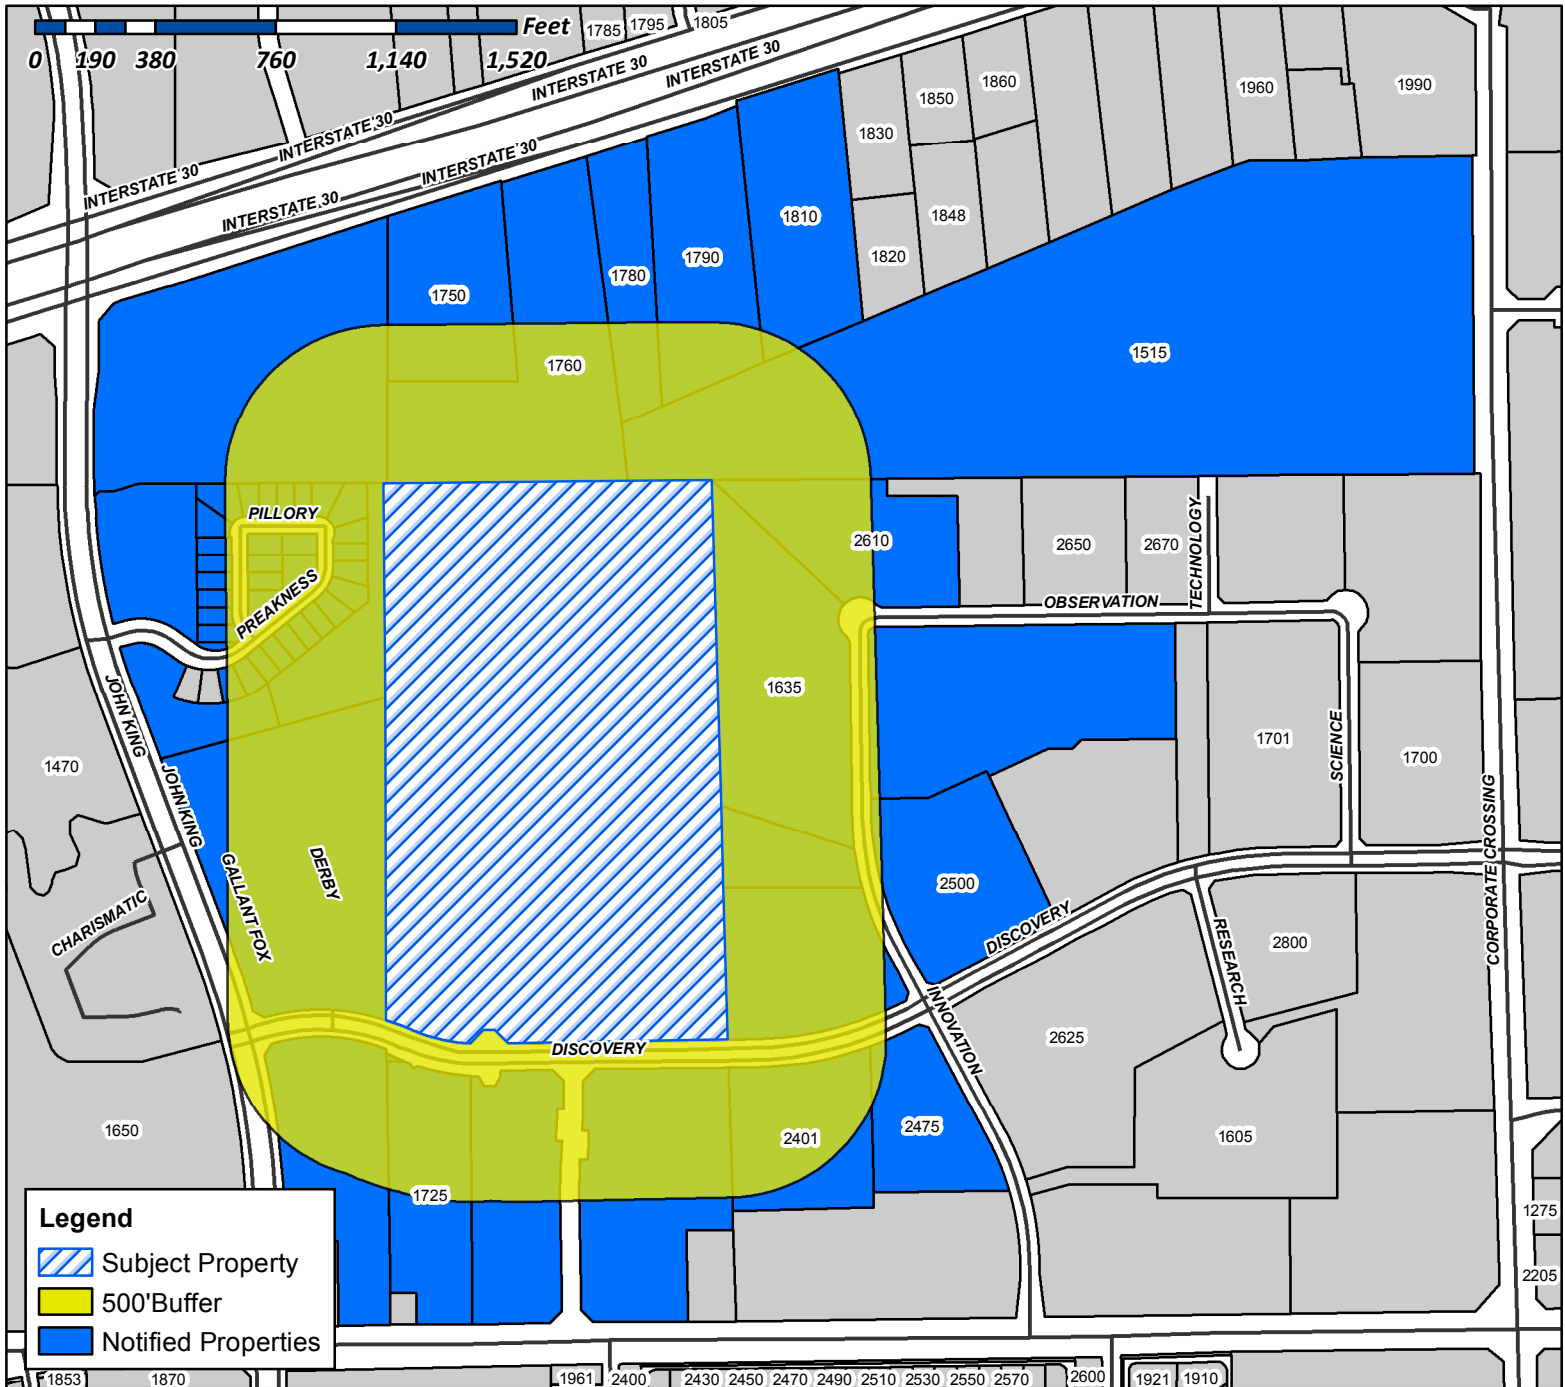 Feet
0 190 380 760 1,140 1,520
1785 1795 1805
INTERSTATE 30
INTERSTATE 30
INTERSTATE 30
INTERSTATE 30
INTERSTATE 30
INTERSTATE 30
1850 1860 1960 1990
1830
1810 1848
1820
1750 1780 1790
1760
1515
PILLORY
PREAKNESS
2610 2650 2670
TECHNOLOGY
OBSERVATION
JOHN KING
JOHN KING
1470
1635
1701
SCIENCE
1700
CORPORATE CROSSING
GALLANT FOX
DERBY
CHARISMATIC
2500
DISCOVERY
RESEARCH
2800
INNOVATION
DISCOVERY
2625
1650
2401
2475
1605
1725
1275
2205
Legend
Subject Property
500'Buffer
Notified Properties
1853 1870 1961 2400 2430 2450 2470 2490 2510 2530 2550 2570 2600 1921 1910